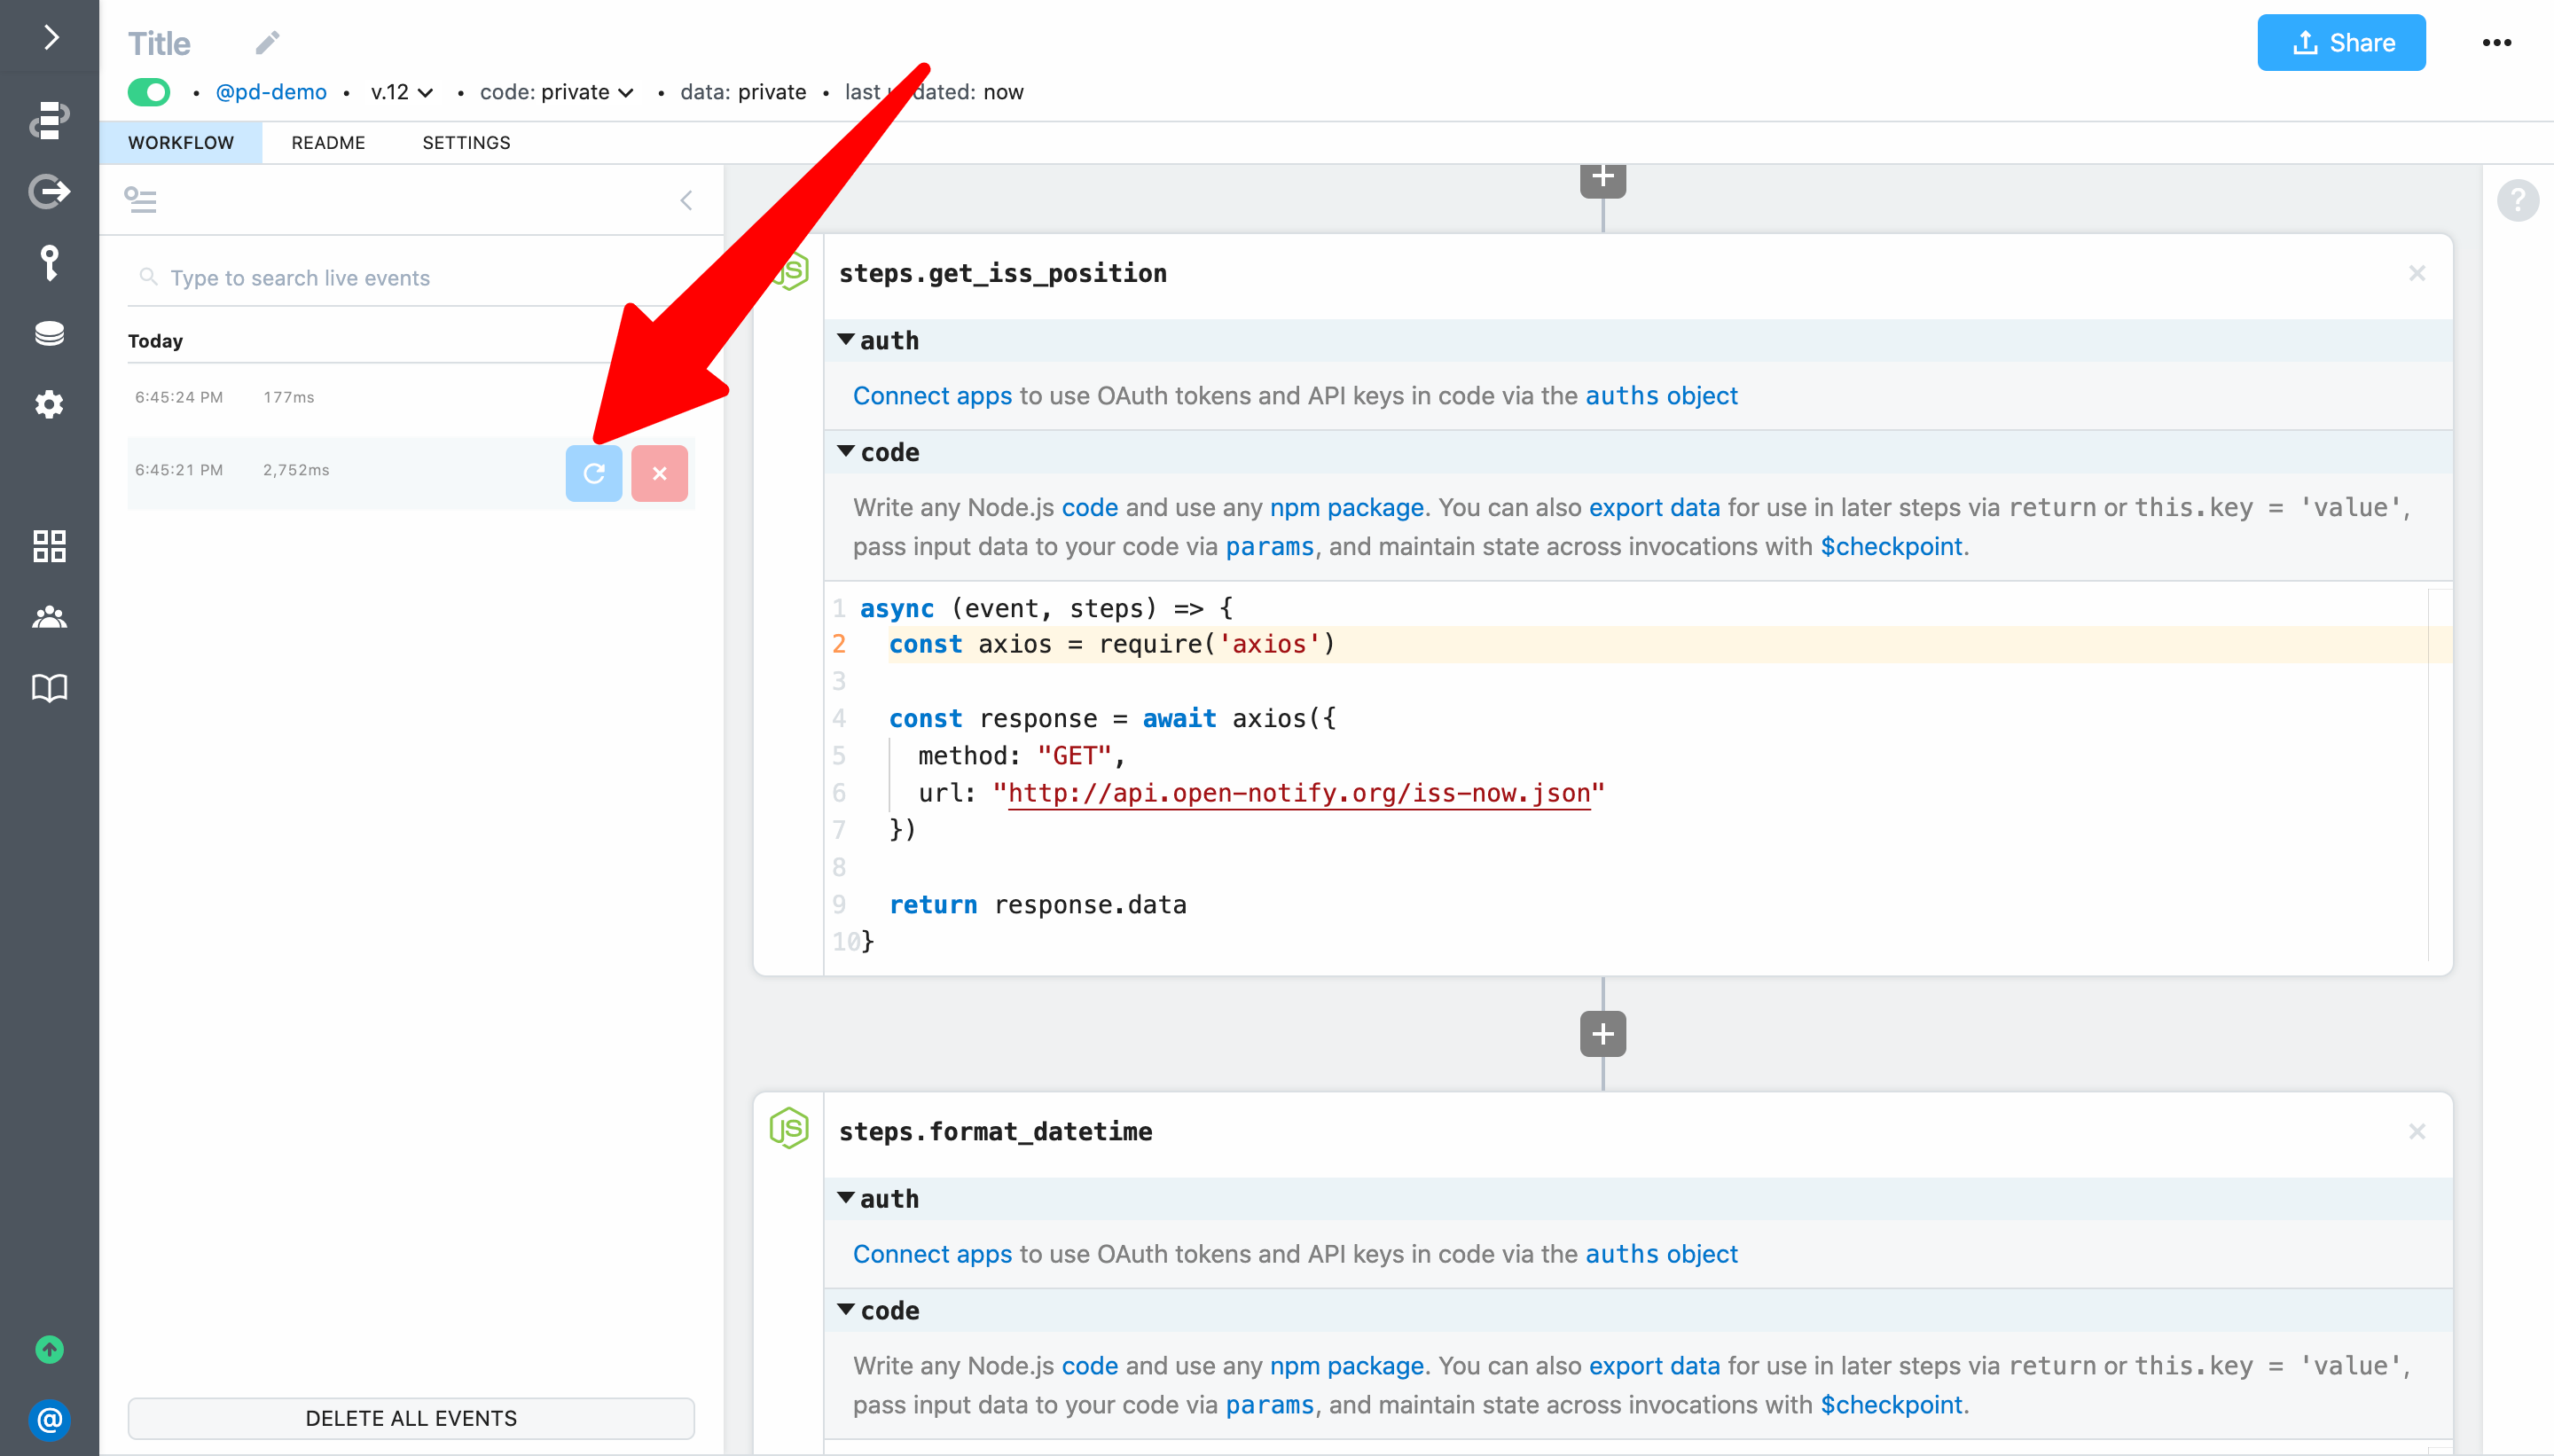 Title
Share
• @pd-demo • v.12 • code: private • data: private • last updated: now
WORKFLOW README SETTINGS
Type to search live events
Today
6:45:24 PM 177ms
6:45:21 PM 2,752ms
DELETE ALL EVENTS
?
@
JS
steps.get_iss_position
auth
Connect apps to use OAuth tokens and API keys in code via the auths object
code
Write any Node.js code and use any npm package. You can also export data for use in later steps via return or this.key = 'value',
pass input data to your code via params, and maintain state across invocations with $checkpoint.
1 async (event, steps) => {
2 const axios = require('axios')
3
4 const response = await axios({
5 method: "GET",
6 url: "http://api.open-notify.org/iss-now.json"
7 })
8
9 return response.data
10 }
JS
steps.format_datetime
auth
Connect apps to use OAuth tokens and API keys in code via the auths object
code
Write any Node.js code and use any npm package. You can also export data for use in later steps via return or this.key = 'value',
pass input data to your code via params, and maintain state across invocations with $checkpoint.